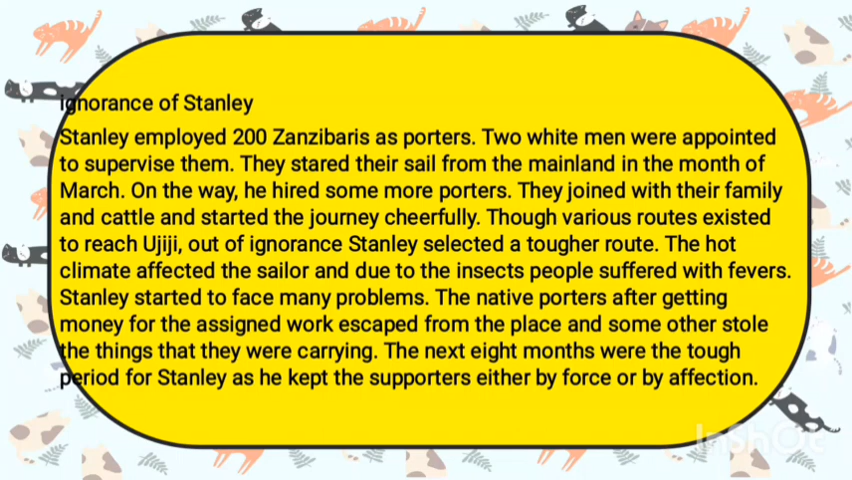 ignorance of Stanley
Stanley employed 200 Zanzibaris as porters. Two white men were appointed
to supervise them. They stared their sail from the mainland in the month of
March. On the way, he hired some more porters. They joined with their family
and cattle and started the journey cheerfully. Though various routes existed
to reach Ujiji, out of ignorance Stanley selected a tougher route. The hot
climate affected the sailor and due to the insects people suffered with fevers.
Stanley started to face many problems. The native porters after getting
money for the assigned work escaped from the place and some other stole
the things that they were carrying. The next eight months were the tough
period for Stanley as he kept the supporters either by force or by affection.
InShOt